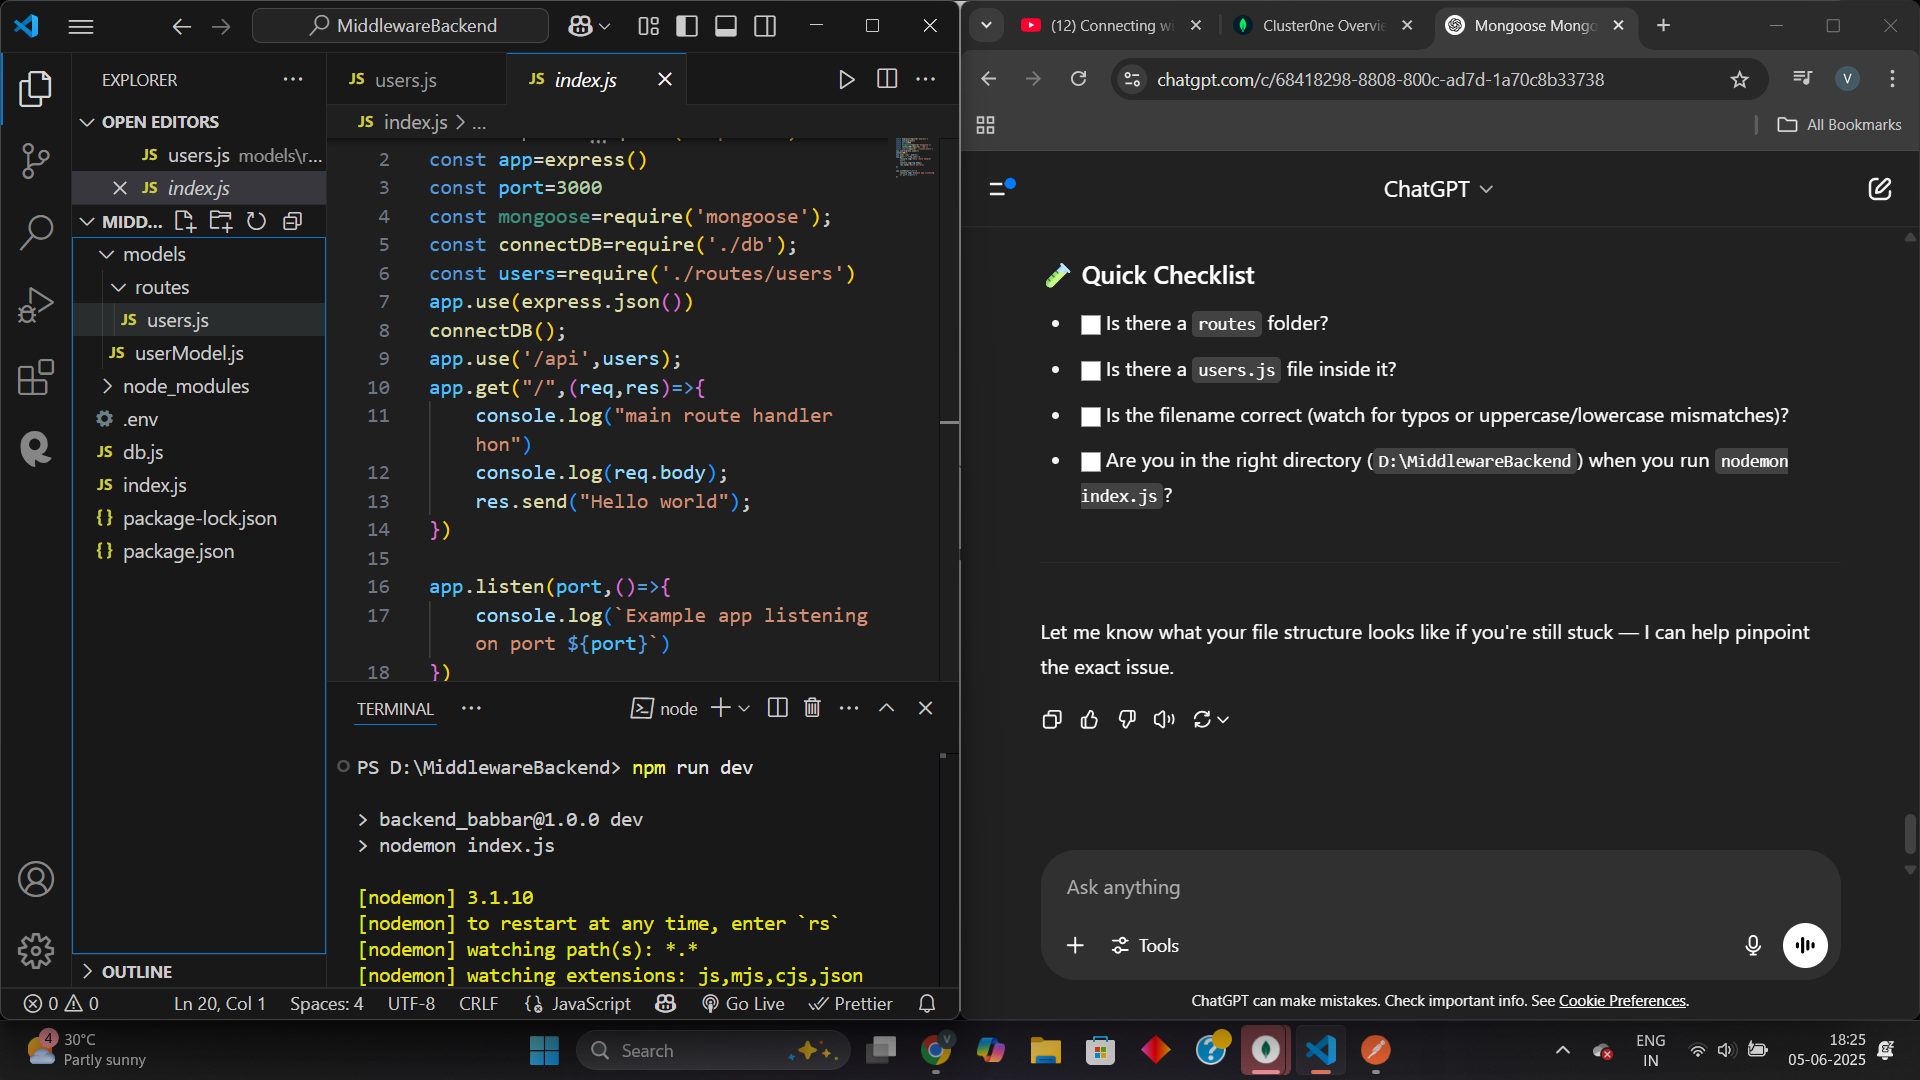 MiddlewareBackend
EXPLORER
OPEN EDITORS
JS users.js models\r...
JS index.js
MIDD...
models
routes
JS users.js
JS userModel.js
node_modules
.env
JS db.js
JS index.js
{} package-lock.json
{} package.json
OUTLINE
JS users.js
JS index.js
JS index.js > ...
2 const app=express()
3 const port=3000
4 const mongoose=require('mongoose');
5 const connectDB=require('./db');
6 const users=require('./routes/users')
7 app.use(express.json())
8 connectDB();
9 app.use('/api',users);
10 app.get("/",(req,res)=>{
11 console.log("main route handler
hon")
12 console.log(req.body);
13 res.send("Hello world");
14 })
15
16 app.listen(port,()=>{
17 console.log(`Example app listening
on port ${port}`)
18 })
TERMINAL
node
PS D:\MiddlewareBackend> npm run dev
> backend_babbar@1.0.0 dev
> nodemon index.js
[nodemon] 3.1.10
[nodemon] to restart at any time, enter `rs`
[nodemon] watching path(s): *.*
[nodemon] watching extensions: js,mjs,cjs,json
0 0
Ln 20, Col 1
Spaces: 4
UTF-8
CRLF
{} JavaScript
Go Live
Prettier
(12) Connecting wi
Cluster0ne Overvie
Mongoose Mongo
chatgpt.com/c/68418298-8808-800c-ad7d-1a70c8b33738
V
All Bookmarks
ChatGPT
Quick Checklist
• Is there a routes folder?
• Is there a users.js file inside it?
• Is the filename correct (watch for typos or uppercase/lowercase mismatches)?
• Are you in the right directory (D:\MiddlewareBackend) when you run nodemon
index.js?
Let me know what your file structure looks like if you're still stuck — I can help pinpoint
the exact issue.
Ask anything
Tools
ChatGPT can make mistakes. Check important info. See Cookie Preferences.
4
30°C
Partly sunny
Search
V
ENG
IN
18:25
05-06-2025